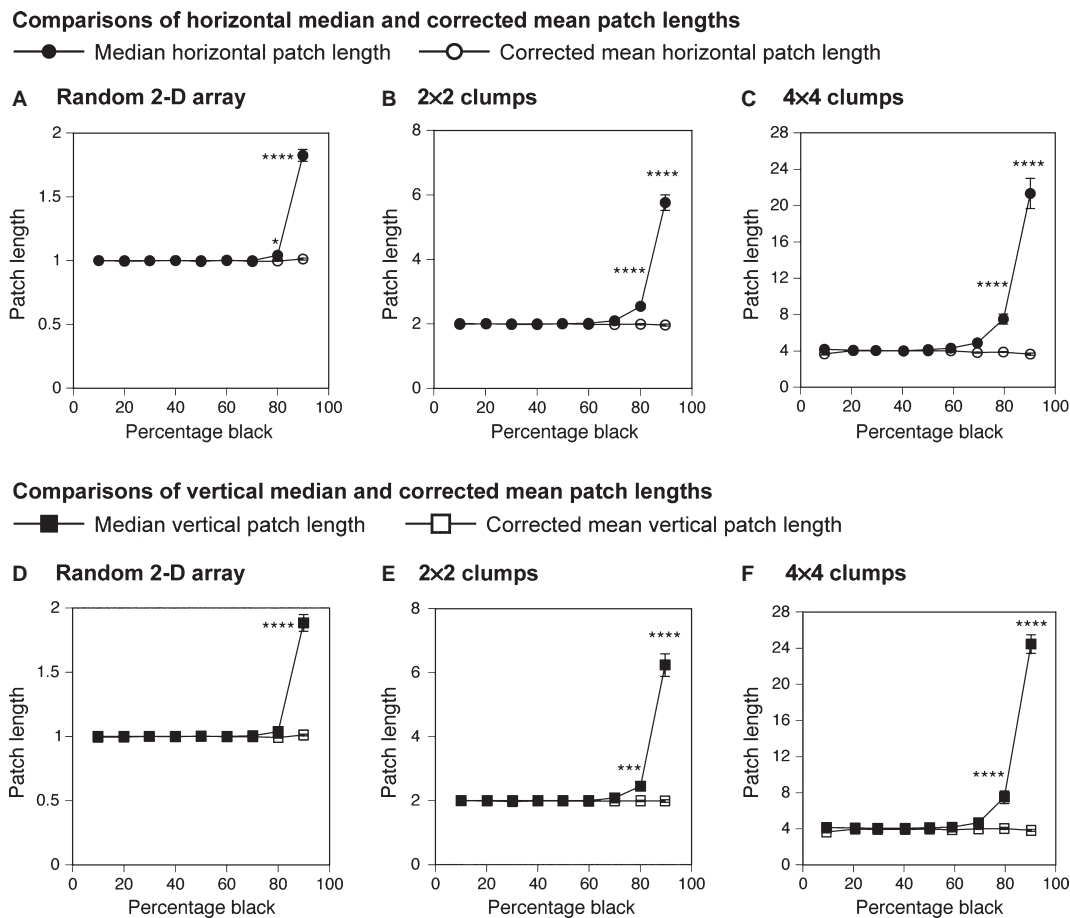 Comparisons of horizontal median and corrected mean patch lengths
Median horizontal patch length Corrected mean horizontal patch length
A Random 2-D array
2
1.5
1
0.5
0
Patch length
****
*
0 20 40 60 80 100
Percentage black
B 2×2 clumps
8
6
4
2
0
Patch length
****
****
0 20 40 60 80 100
Percentage black
C 4×4 clumps
28
24
20
16
12
8
4
0
Patch length
****
****
0 20 40 60 80 100
Percentage black
Comparisons of vertical median and corrected mean patch lengths
Median vertical patch length Corrected mean vertical patch length
D Random 2-D array
2
1.5
1
0.5
0
Patch length
****
0 20 40 60 80 100
Percentage black
E 2×2 clumps
8
6
4
2
0
Patch length
****
***
0 20 40 60 80 100
Percentage black
F 4×4 clumps
28
24
20
16
12
8
4
0
Patch length
****
****
0 20 40 60 80 100
Percentage black